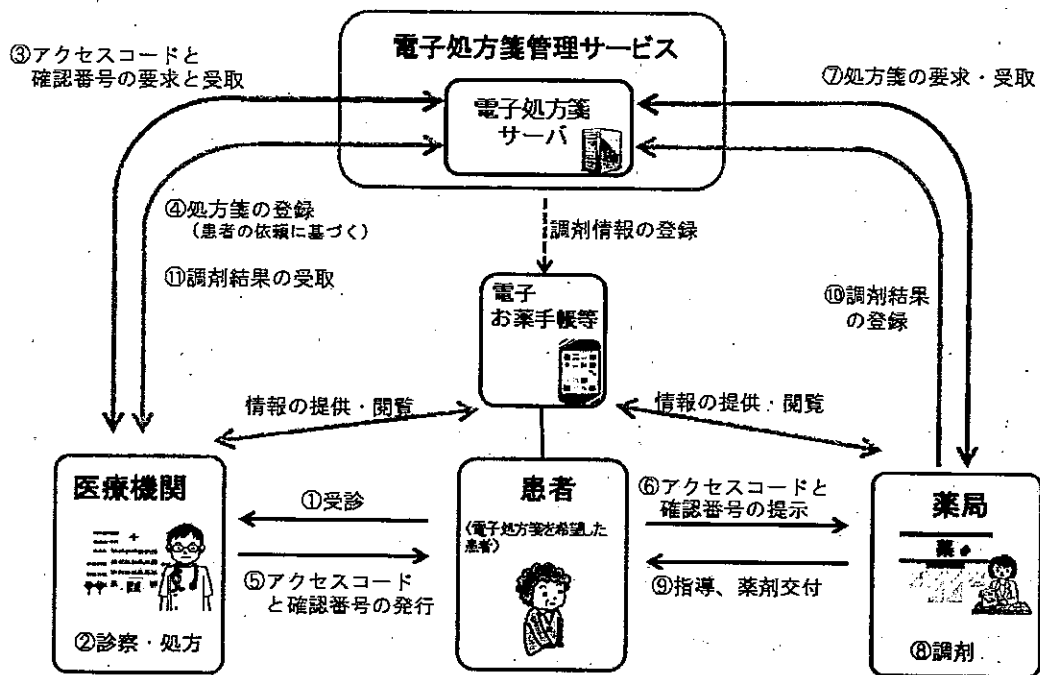 電子処方箋管理サービス
③アクセスコードと
確認番号の要求と受取
⑦処方箋の要求・受取
電子処方箋
サーバ
④処方箋の登録
(患者の依頼に基づく)
調剤情報の登録
⑪調剤結果の受取
電子
お薬手帳等
⑩調剤結果
の登録
情報の提供・閲覧
情報の提供・閲覧
医療機関
①受診
患者
(電子処方箋を希望した
患者)
⑥アクセスコードと
確認番号の提示
薬局
薬
⑤アクセスコード
と確認番号の発行
⑨指導、薬剤交付
②診察・処方
⑧調剤